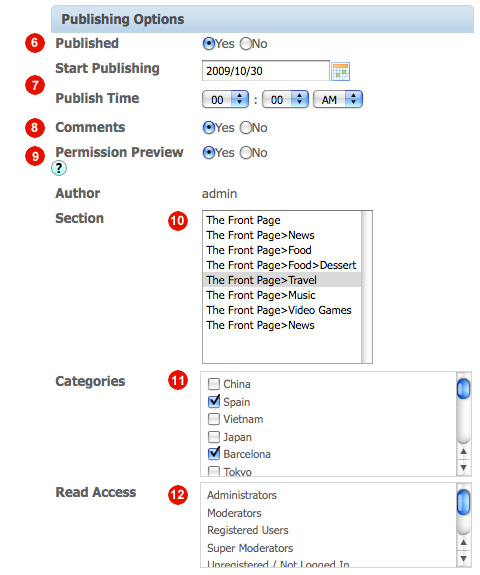 Publishing Options
6 Published Yes No
Start Publishing 2009/10/30
7
Publish Time 00 : 00 AM
8 Comments Yes No
9 Permission Preview Yes No
?
Author admin
Section 10 The Front Page
The Front Page>News
The Front Page>Food
The Front Page>Food>Dessert
The Front Page>Travel
The Front Page>Music
The Front Page>Video Games
The Front Page>News
Categories 11 China
Spain
Vietnam
Japan
Barcelona
Tokyo
Read Access 12 Administrators
Moderators
Registered Users
Super Moderators
Unregistered / Not Logged In